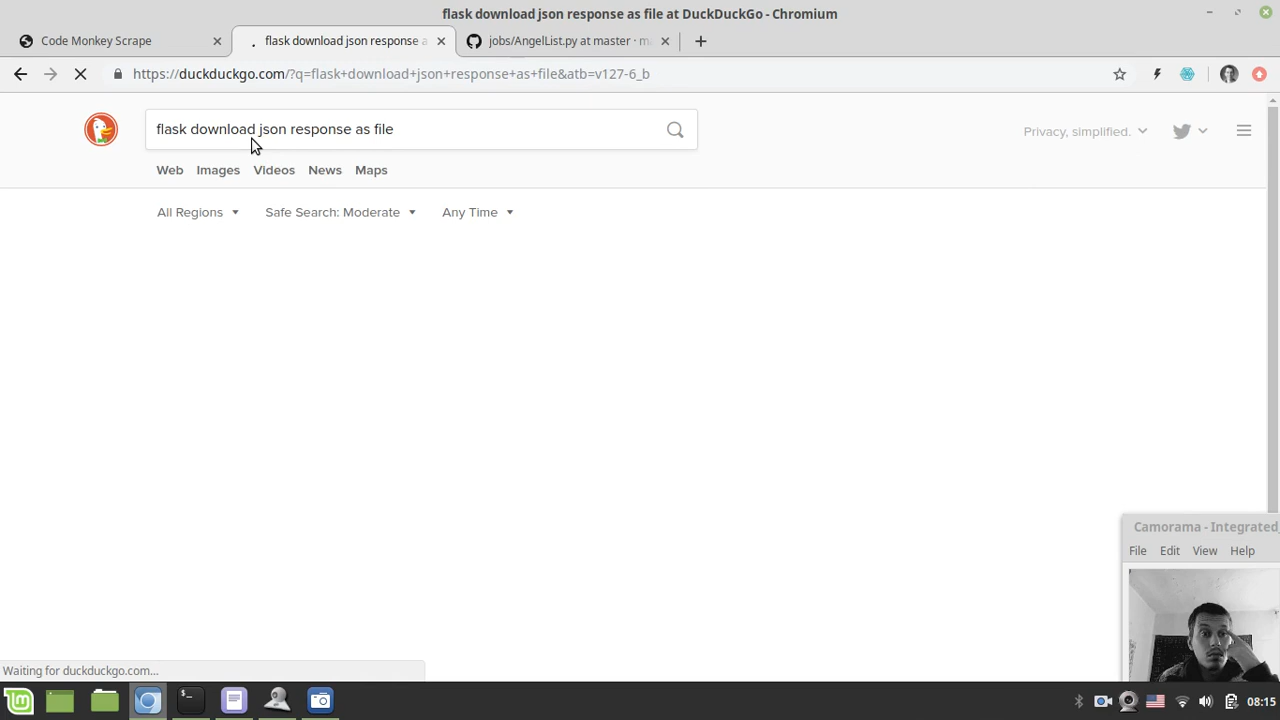 flask download json response as file at DuckDuckGo - Chromium
Code Monkey Scrape
flask download json response a
jobs/AngelList.py at master · m
https://duckduckgo.com/?q=flask+download+json+response+as+file&atb=v127-6_b
flask download json response as file
Privacy, simplified.
Web Images Videos News Maps
All Regions Safe Search: Moderate Any Time
Camorama - Integrated
File Edit View Help
Waiting for duckduckgo.com...
08:15